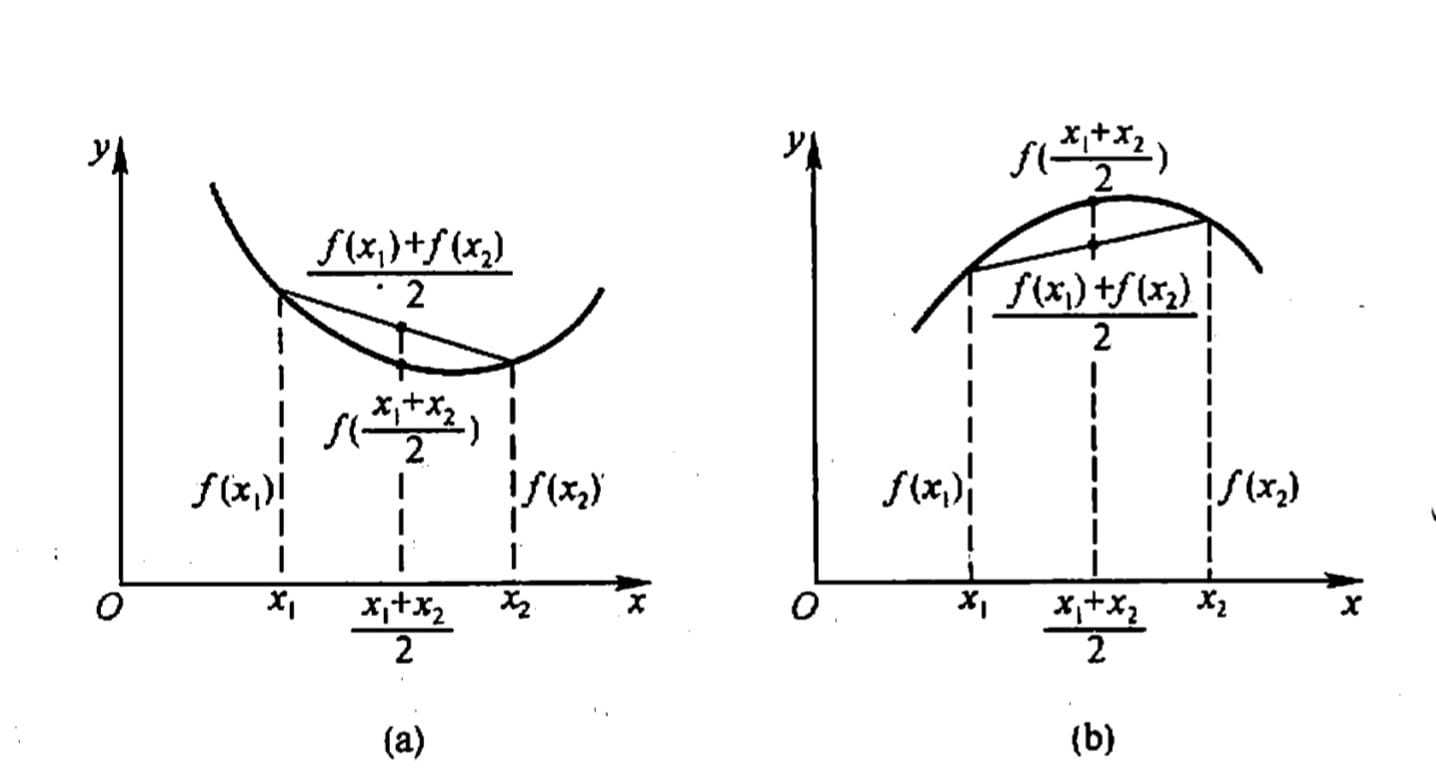 y
f(x₁)+f(x₂)
2
f(x₁+x₂
2)
f(x₁)
f(x₂)
O
x₁
x₁+x₂
2
x₂
x
(a)
y
f(x₁+x₂
2)
f(x₁)+f(x₂)
2
f(x₁)
f(x₂)
O
x₁
x₁+x₂
2
x₂
x
(b)